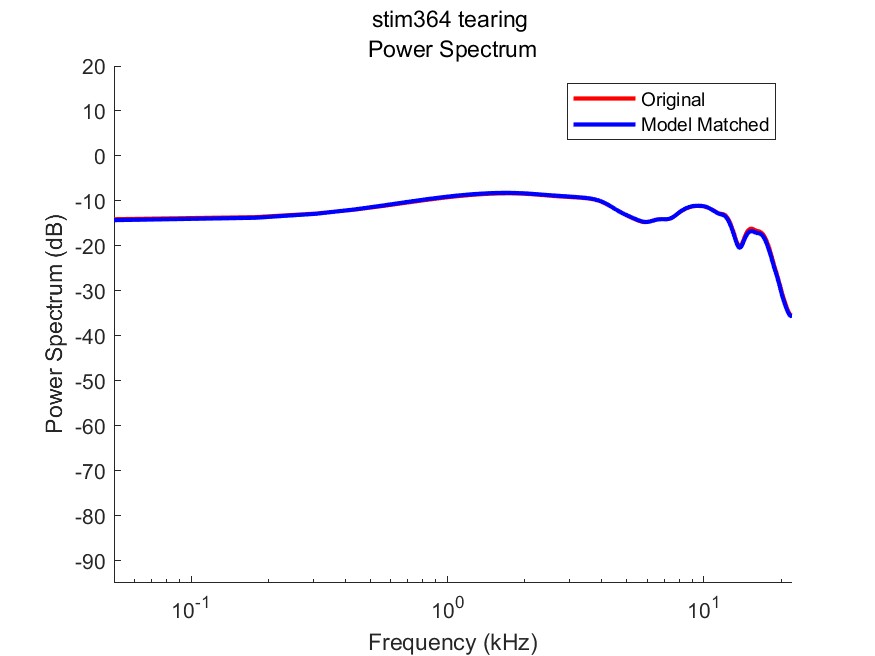 stim364 tearing
Power Spectrum
Original
Model Matched
20
10
0
-10
-20
-30
-40
-50
-60
-70
-80
-90
Power Spectrum (dB)
10^-1 10^0 10^1
Frequency (kHz)